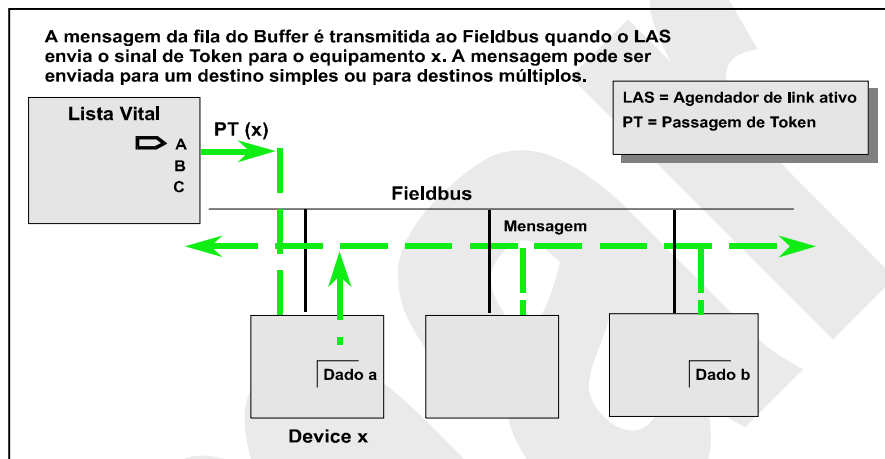 A mensagem da fila do Buffer é transmitida ao Fieldbus quando o LAS
envia o sinal de Token para o equipamento x. A mensagem pode ser
enviada para um destino simples ou para destinos múltiplos.
LAS = Agendador de link ativo
PT = Passagem de Token
Lista Vital
A
B
C
PT (x)
Fieldbus
Mensagem
Dado a
Dado b
Device x